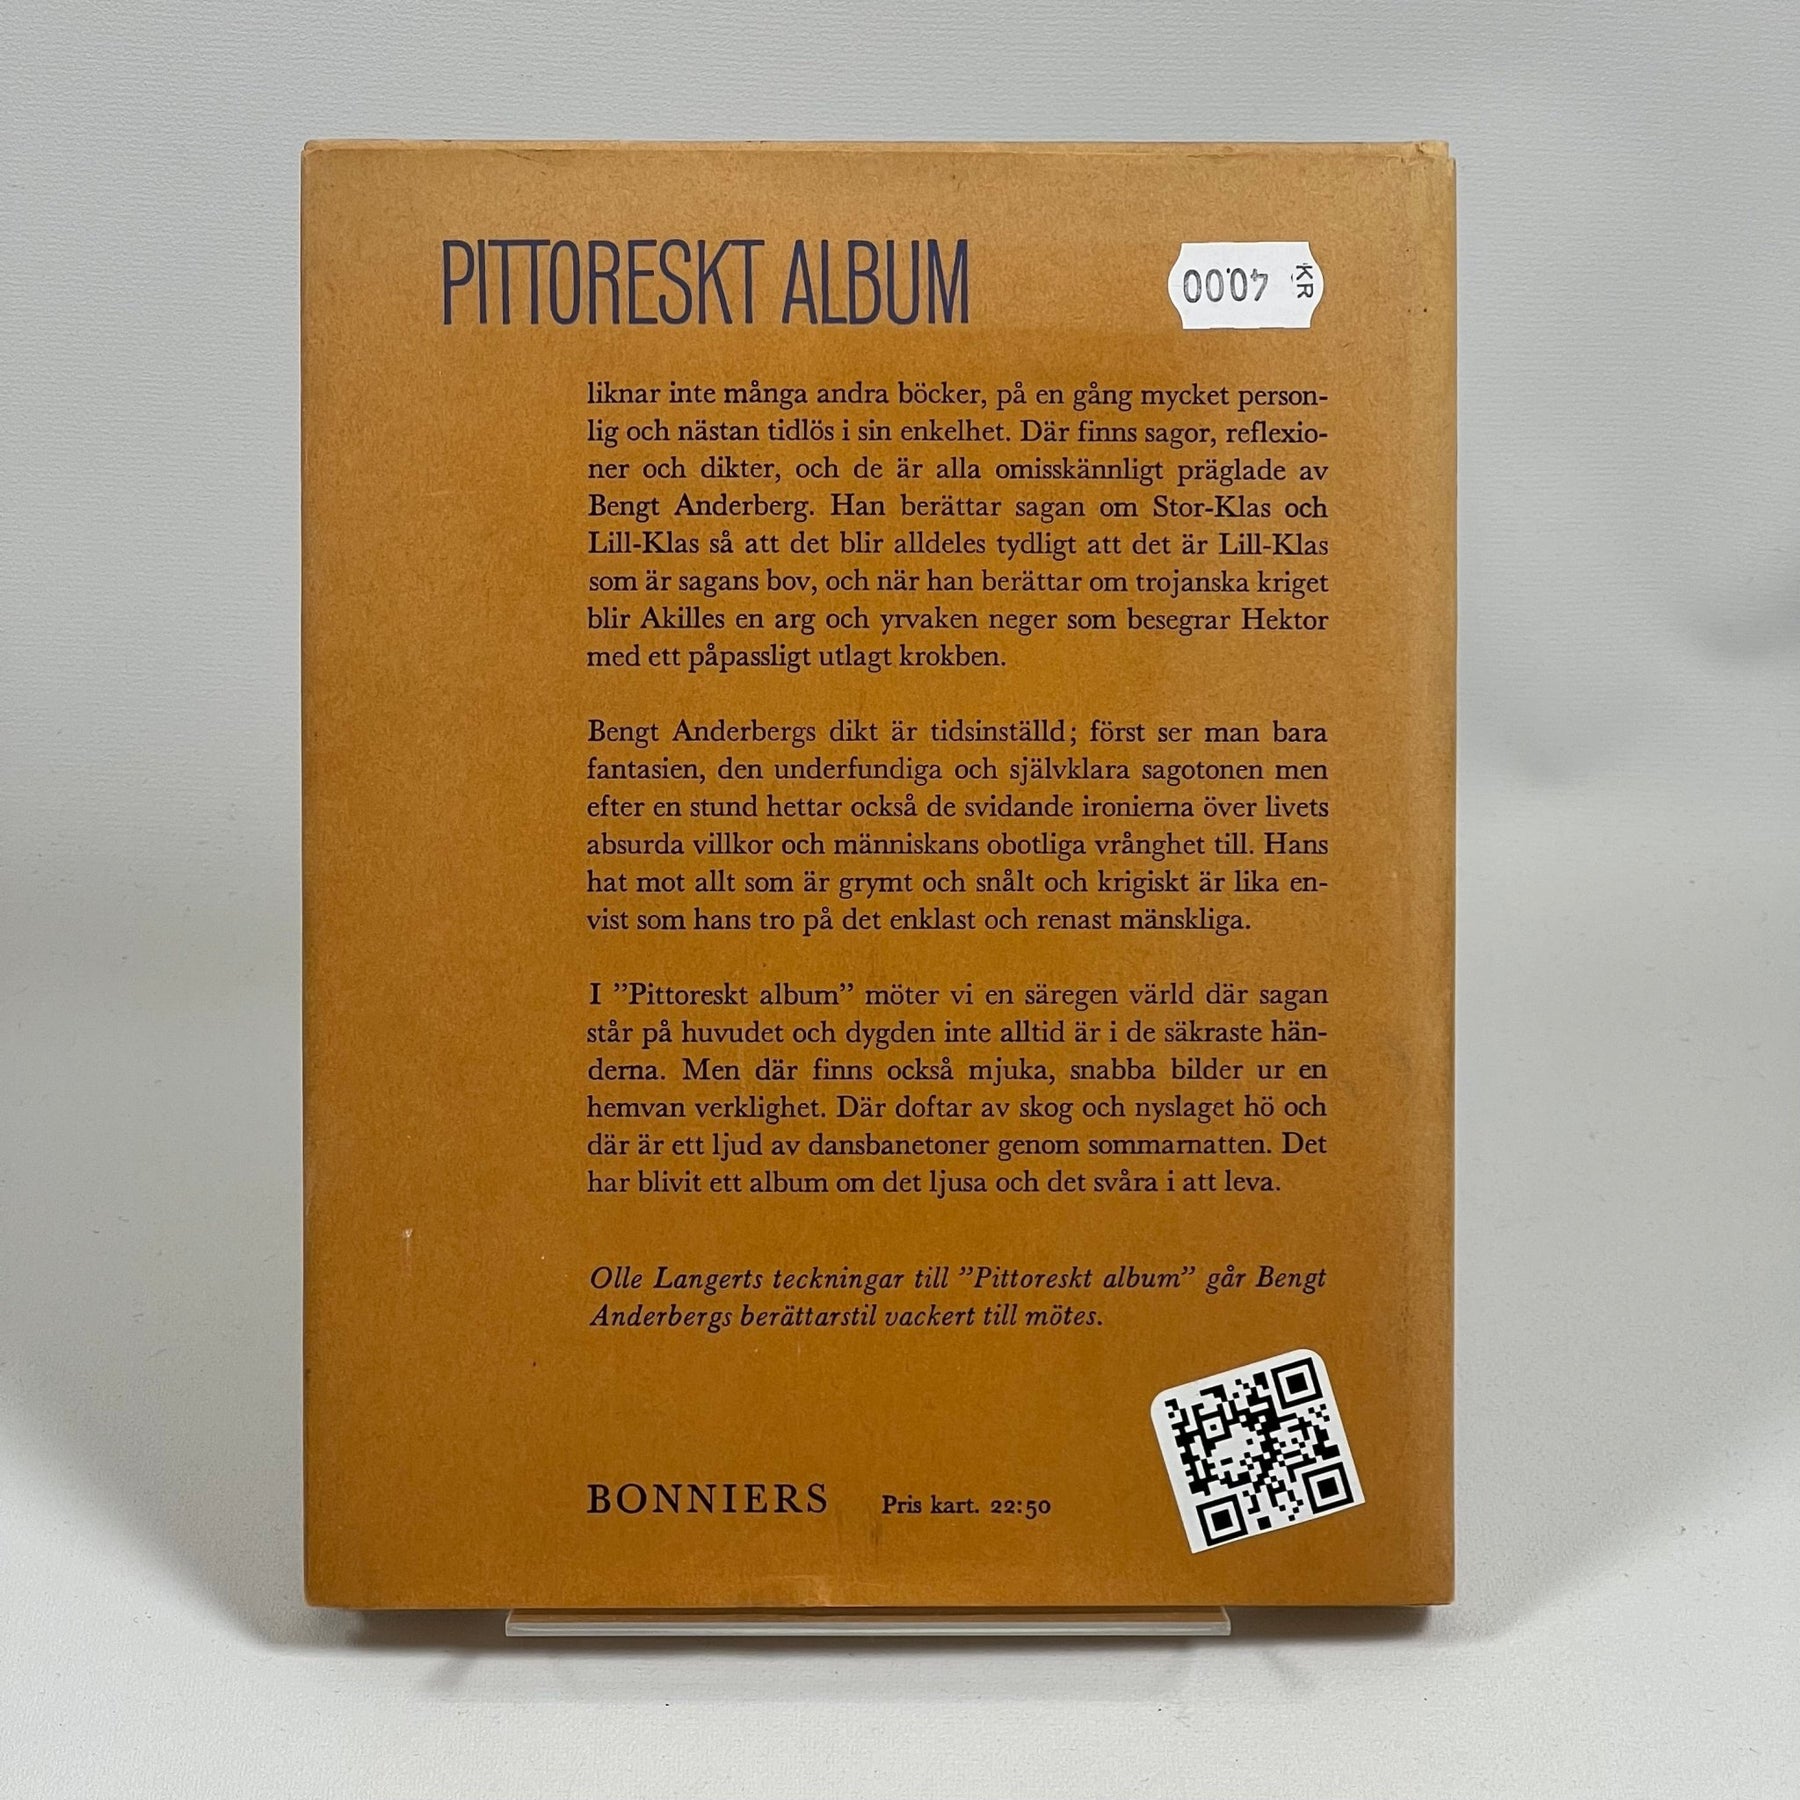 PITTORESKT ALBUM
KR 40.00
liknar inte många andra böcker, på en gång mycket person-
lig och nästan tidlös i sin enkelhet. Där finns sagor, reflexio-
ner och dikter, och de är alla omisskännligt präglade av
Bengt Anderberg. Han berättar sagan om Stor-Klas och
Lill-Klas så att det blir alldeles tydligt att det är Lill-Klas
som är sagans bov, och när han berättar om trojanska kriget
blir Akilles en arg och yrvaken neger som besegrar Hektor
med ett påpassligt utlagt krokben.
Bengt Anderbergs dikt är tidsinställd; först ser man bara
fantasien, den underfundiga och självklara sagotonen men
efter en stund hettar också de svidande ironierna över livets
absurda villkor och människans obotliga vrånghet till. Hans
hat mot allt som är grymt och snålt och krigiskt är lika en-
vist som hans tro på det enklast och renast mänskliga.
I ”Pittoreskt album” möter vi en säregen värld där sagan
står på huvudet och dygden inte alltid är i de säkraste hän-
derna. Men där finns också mjuka, snabba bilder ur en
hemvan verklighet. Där doftar av skog och nyslaget hö och
där är ett ljud av dansbanetoner genom sommarnatten. Det
har blivit ett album om det ljusa och det svåra i att leva.
Olle Langerts teckningar till ”Pittoreskt album” går Bengt
Anderbergs berättarstil vackert till mötes.
BONNIERS Pris kart. 22:50